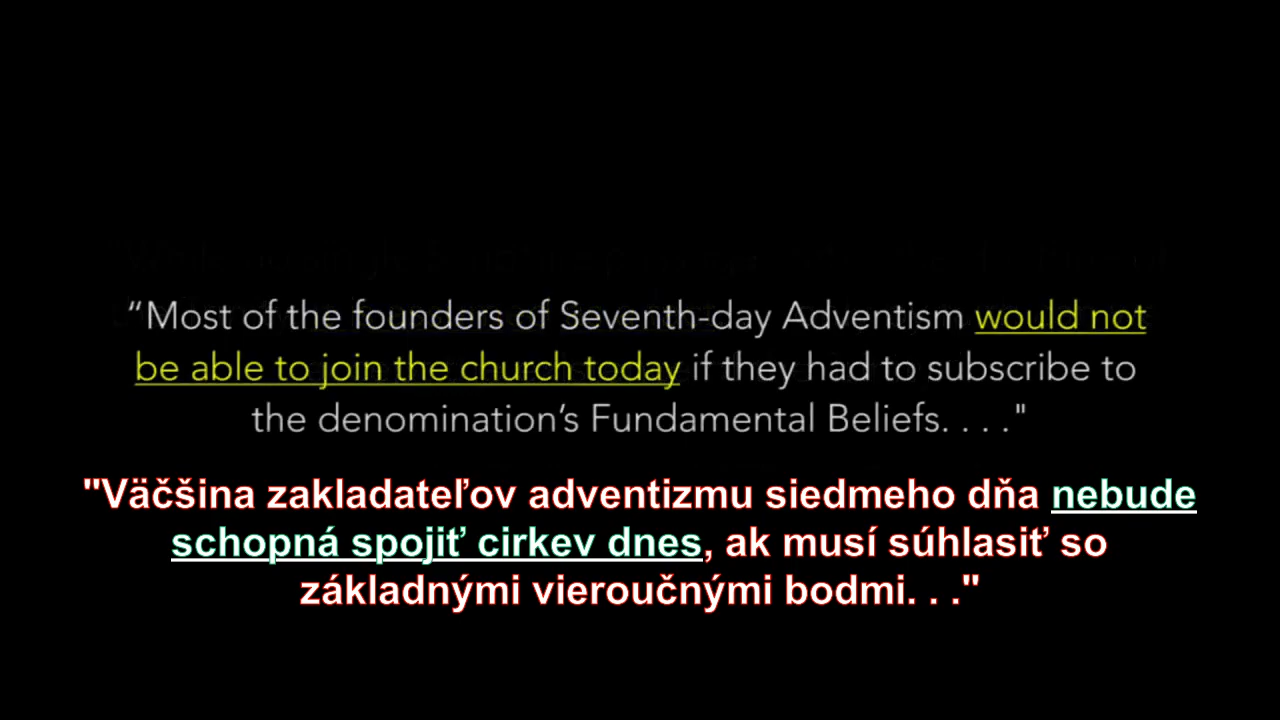 “Most of the founders of Seventh-day Adventism would not
be able to join the church today if they had to subscribe to
the denomination’s Fundamental Beliefs. . . ."
"Väčšina zakladateľov adventizmu siedmeho dňa nebude
schopná spojiť cirkev dnes, ak musí súhlasiť so
základnými vieroučnými bodmi. . ."